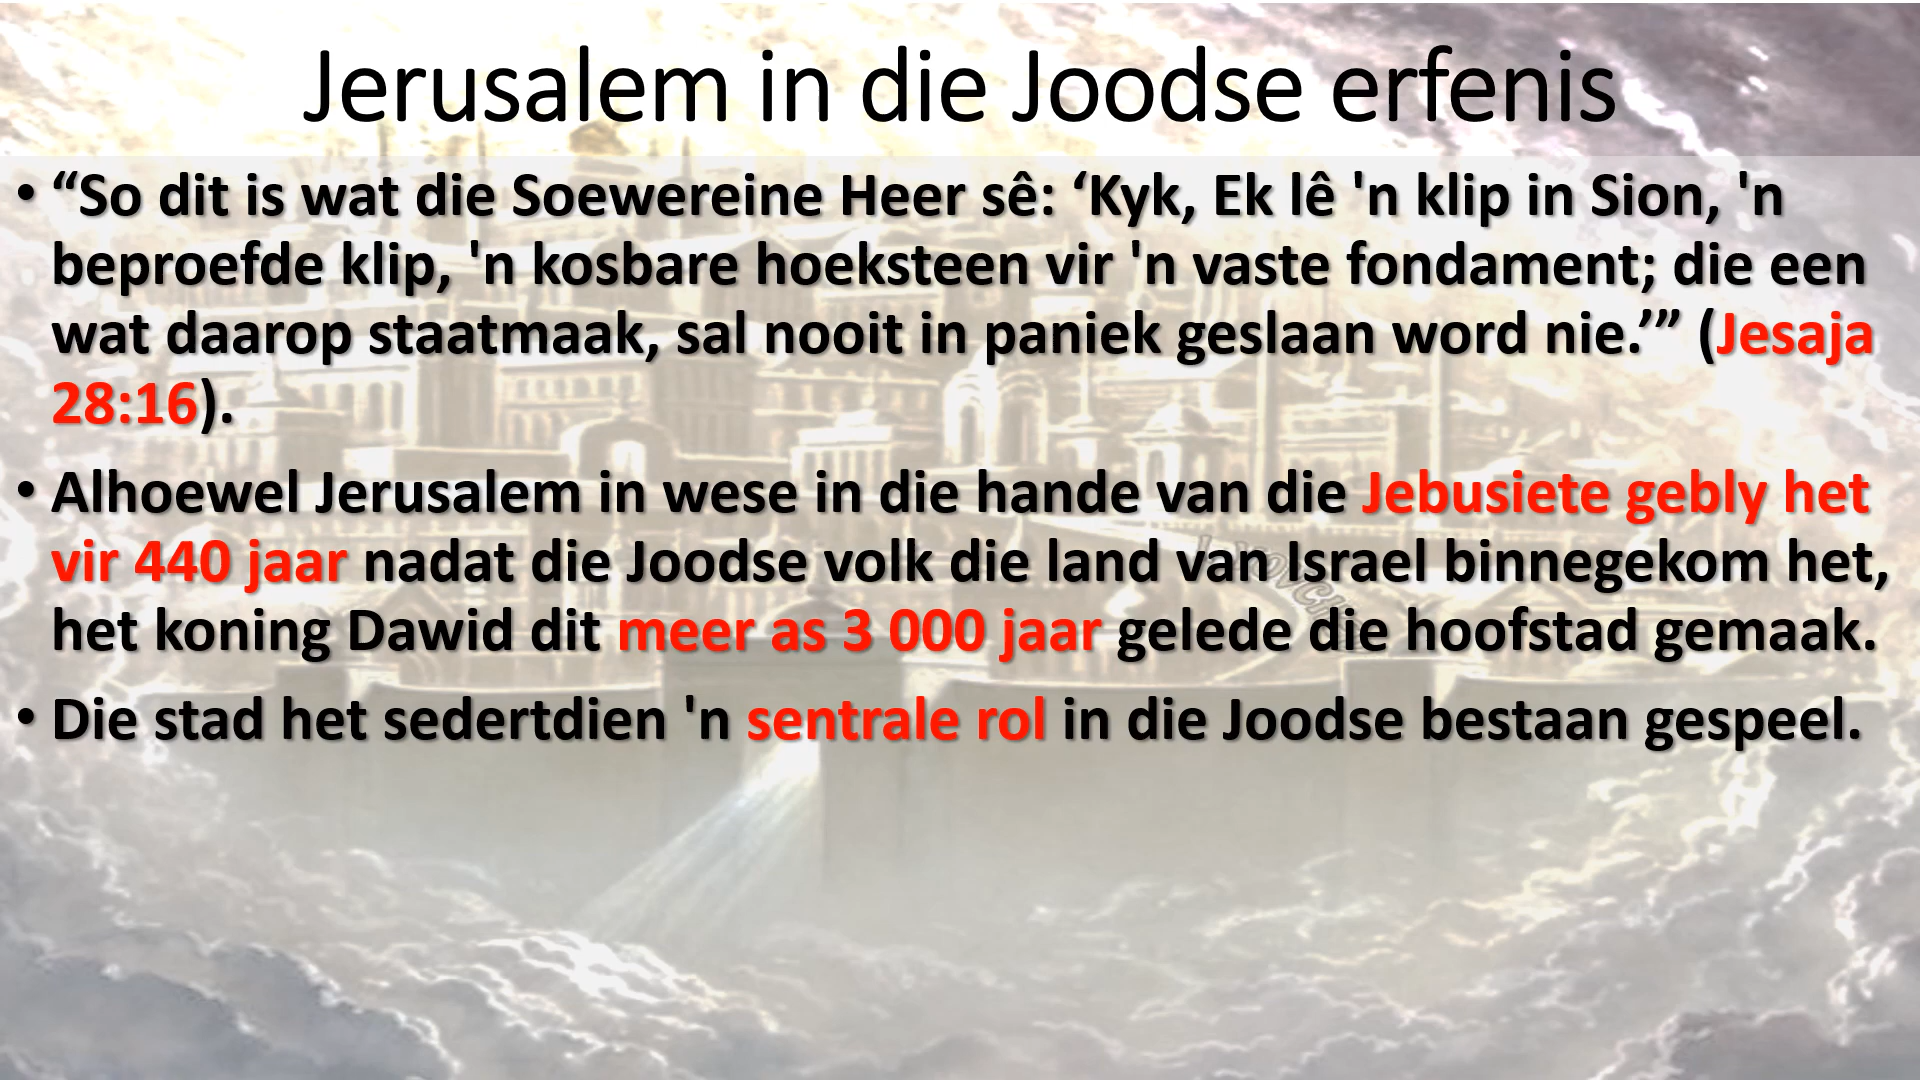 Jerusalem in die Joodse erfenis
• “So dit is wat die Soewereine Heer sê: ‘Kyk, Ek lê 'n klip in Sion, 'n
beproefde klip, 'n kosbare hoeksteen vir 'n vaste fondament; die een
wat daarop staatmaak, sal nooit in paniek geslaan word nie.’” (Jesaja
28:16).
• Alhoewel Jerusalem in wese in die hande van die Jebusiete gebly het
vir 440 jaar nadat die Joodse volk die land van Israel binnegekom het,
het koning Dawid dit meer as 3 000 jaar gelede die hoofstad gemaak.
• Die stad het sedertdien 'n sentrale rol in die Joodse bestaan gespeel.